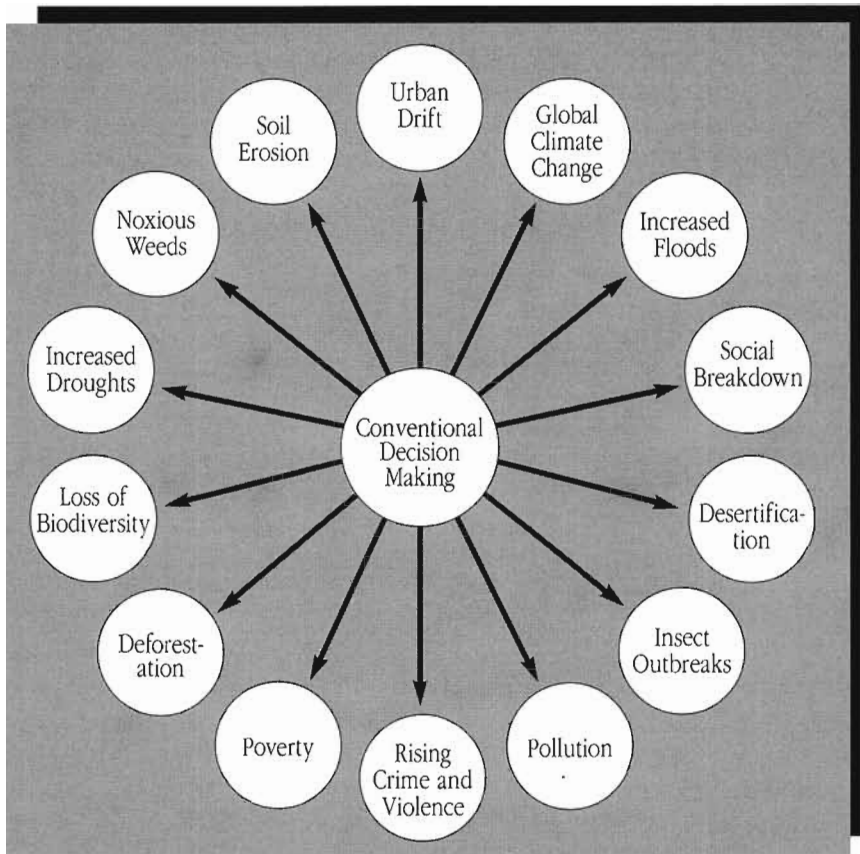 Urban
Drift
Global
Climate
Change
Increased
Floods
Social
Breakdown
Desertifica-
tion
Insect
Outbreaks
Pollution
Rising
Crime and
Violence
Poverty
Deforest-
ation
Loss of
Biodiversity
Increased
Droughts
Noxious
Weeds
Soil
Erosion
Conventional
Decision
Making